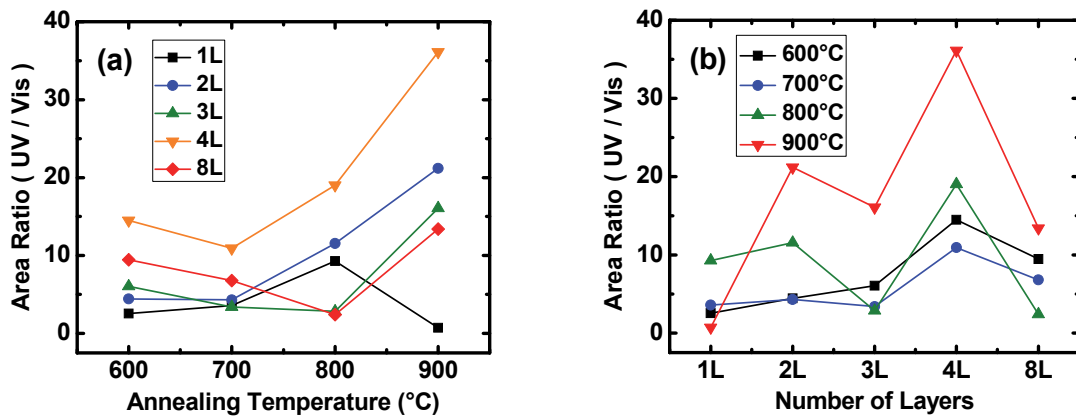 (a)
1L
2L
3L
4L
8L
40
30
20
10
0
Area Ratio ( UV / Vis )
600 700 800 900
Annealing Temperature (°C)
(b)
600°C
700°C
800°C
900°C
40
30
20
10
0
Area Ratio ( UV / Vis )
1L 2L 3L 4L 8L
Number of Layers